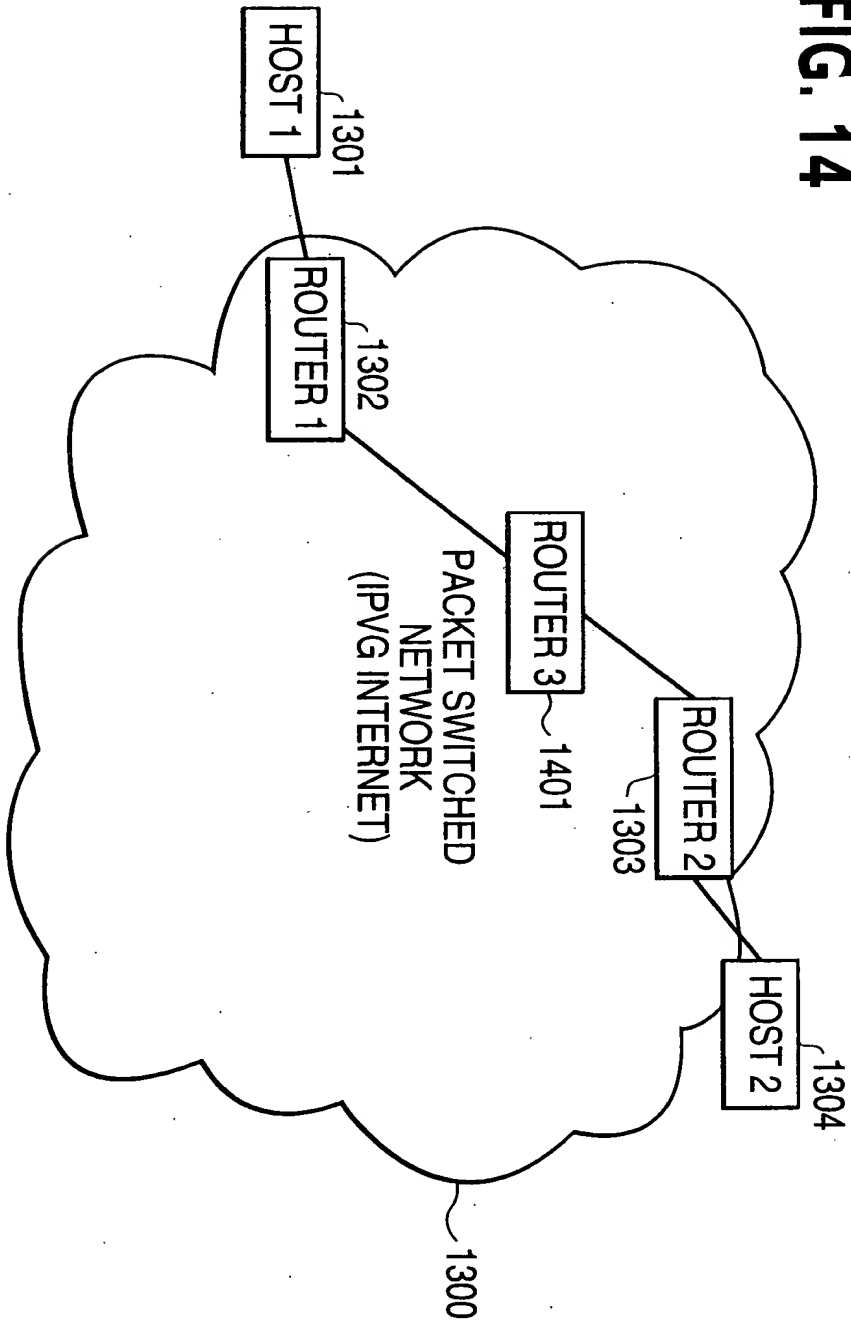 FIG. 14
HOST 1
1301
ROUTER 1
1302
ROUTER 3
1401
ROUTER 2
1303
HOST 2
1304
PACKET SWITCHED
NETWORK
(IPVG INTERNET)
1300